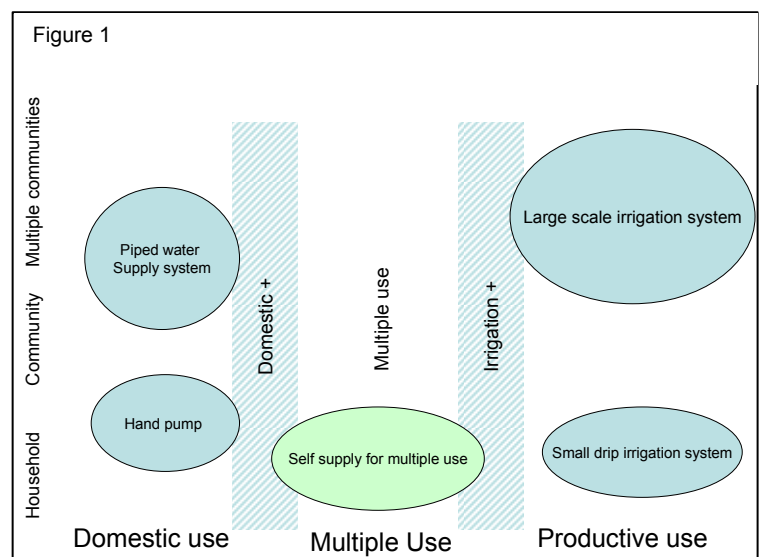 Figure 1
Multiple communities
Community
Household
Piped water
Supply system
Hand pump
Domestic +
Multiple use
Self supply for multiple use
Irrigation +
Large scale irrigation system
Small drip irrigation system
Domestic use
Multiple Use
Productive use